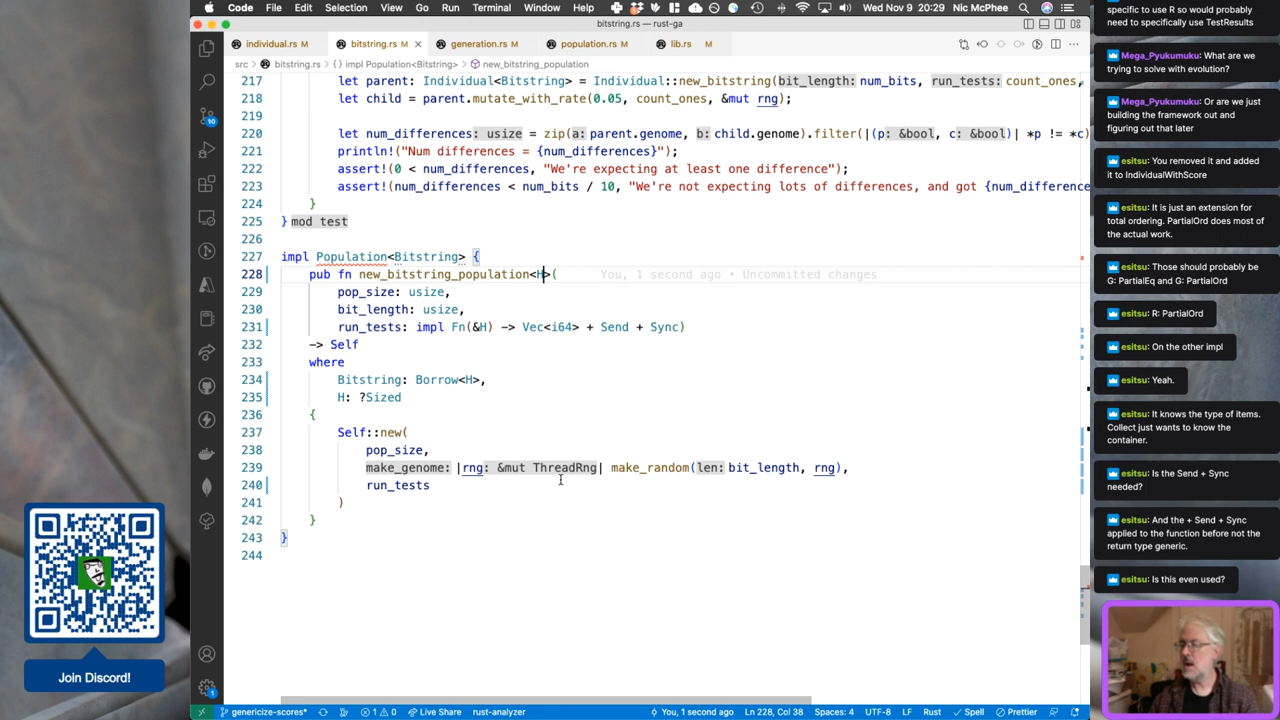 Code File Edit Selection View Go Run Terminal Window Help Wed Nov 9 20:29 Nic McPhee
bitstring.rs — rust-ga
individual.rs M bitstring.rs M generation.rs M population.rs M lib.rs M
src > bitstring.rs > {} impl Population<Bitstring> > new_bitstring_population
217 let parent: Individual<Bitstring> = Individual::new_bitstring(bit_length: num_bits, run_tests: count_ones,
218 let child = parent.mutate_with_rate(0.05, count_ones, &mut rng);
219
220 let num_differences: usize = zip(a: parent.genome, b: child.genome).filter(|(p: &bool, c: &bool)| *p != *c)
221 println!("Num differences = {num_differences}");
222 assert!(0 < num_differences, "We're expecting at least one difference");
223 assert!(num_differences < num_bits / 10, "We're not expecting lots of differences, and got {num_difference
224 }
225 } mod test
226
227 impl Population<Bitstring> {
228 pub fn new_bitstring_population<H>( You, 1 second ago • Uncommitted changes
229 pop_size: usize,
230 bit_length: usize,
231 run_tests: impl Fn(&H) -> Vec<i64> + Send + Sync)
232 -> Self
233 where
234 Bitstring: Borrow<H>,
235 H: ?Sized
236 {
237 Self::new(
238 pop_size,
239 make_genome: |rng: &mut ThreadRng| make_random(len: bit_length, rng),
240 run_tests
241 )
242 }
243 }
244
10
1
genericize-scores* 1 0 Live Share rust-analyzer You, 1 second ago Ln 228, Col 38 Spaces: 4 UTF-8 LF Rust Spell Prettier
Join Discord!
specific to use R so would probably
need to specifically use TestResults
Mega_Pyukumuku: What are we
trying to solve with evolution?
Mega_Pyukumuku: Or are we just
building the framework out and
figuring out that later
esitsu: You removed it and added
it to IndividualWithScore
esitsu: It is just an extension for
total ordering. PartialOrd does most of
the actual work.
esitsu: Those should probably be
G: PartialEq and G: PartialOrd
esitsu: R: PartialOrd
esitsu: On the other impl
esitsu: Yeah.
esitsu: It knows the type of items.
Collect just wants to know the
container.
esitsu: Is the Send + Sync
needed?
esitsu: And the + Send + Sync
applied to the function before not the
return type generic.
esitsu: Is this even used?